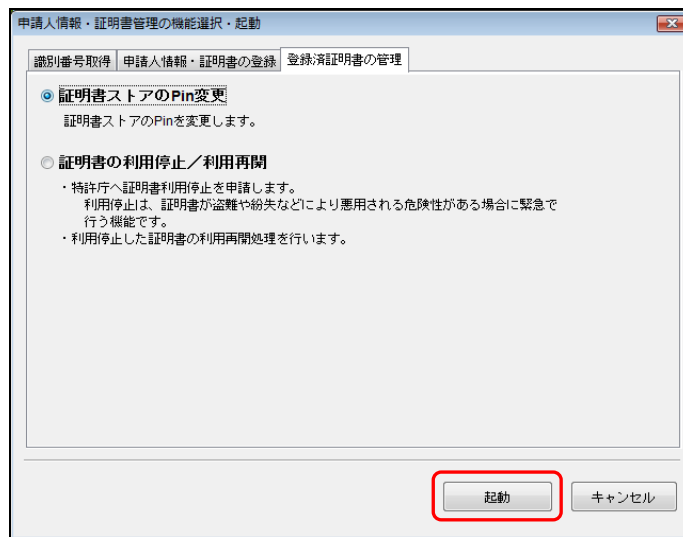 申請人情報・証明書管理の機能選択・起動
識別番号取得 申請人情報・証明書の登録 登録済証明書の管理
証明書ストアのPin変更
証明書ストアのPinを変更します。
証明書の利用停止／利用再開
・特許庁へ証明書利用停止を申請します。
利用停止は、証明書が盗難や紛失などにより悪用される危険性がある場合に緊急で
行う機能です。
・利用停止した証明書の利用再開処理を行います。
起動 キャンセル